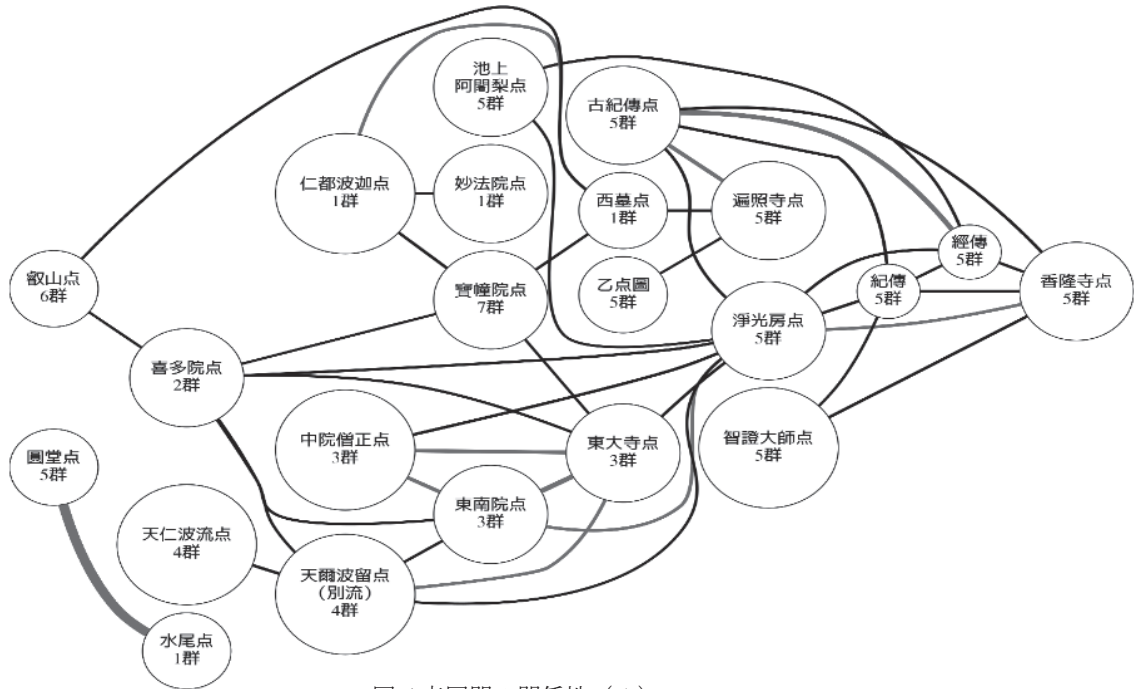 池上
阿闍梨点
5群
古紀傳点
5群
仁都波迦点
1群
妙法院点
1群
西墓点
1群
遍照寺点
5群
經傳
5群
叡山点
6群
寶幢院点
7群
乙点圖
5群
紀傳
5群
香隆寺点
5群
淨光房点
5群
喜多院点
2群
中院僧正点
3群
東大寺点
3群
智證大師点
5群
圓堂点
5群
東南院点
3群
天仁波流点
4群
天爾波留点
（別流）
4群
水尾点
1群